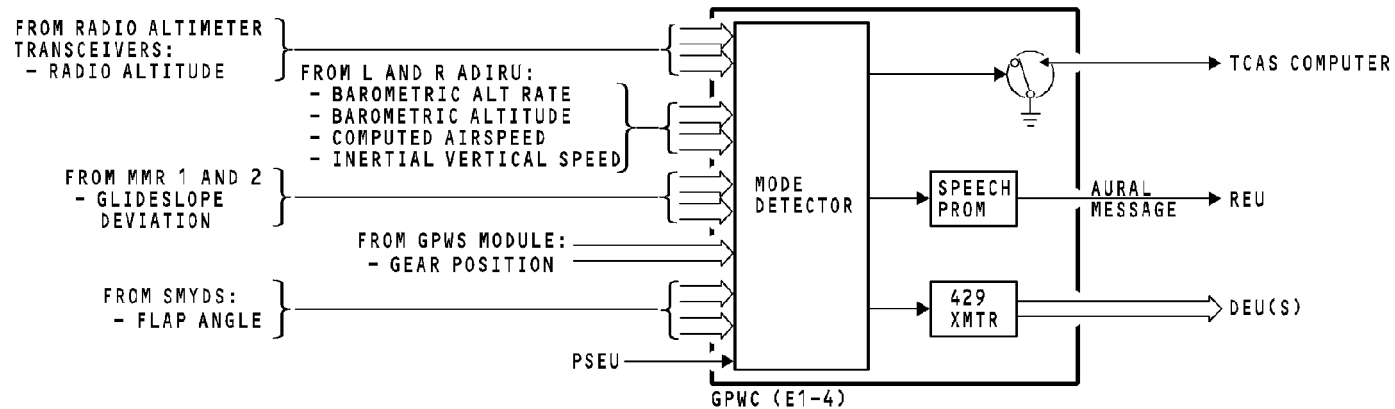 FROM RADIO ALTIMETER
TRANSCEIVERS:
- RADIO ALTITUDE
FROM L AND R ADIRU:
- BAROMETRIC ALT RATE
- BAROMETRIC ALTITUDE
- COMPUTED AIRSPEED
- INERTIAL VERTICAL SPEED
FROM MMR 1 AND 2
- GLIDESLOPE
DEVIATION
FROM GPWS MODULE:
- GEAR POSITION
FROM SMYDS:
- FLAP ANGLE
PSEU
MODE
DETECTOR
SPEECH
PROM
429
XMTR
AURAL
MESSAGE
TCAS COMPUTER
REU
DEU(S)
GPWC (E1-4)